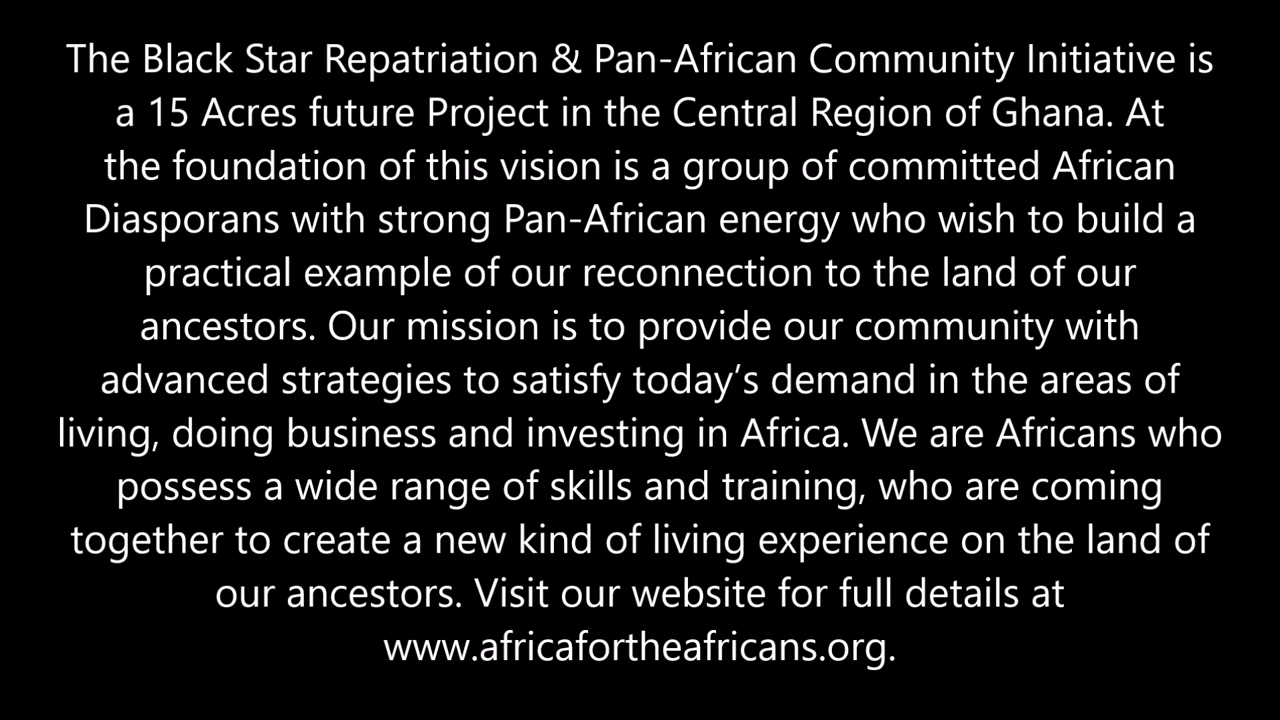 The Black Star Repatriation & Pan-African Community Initiative is
a 15 Acres future Project in the Central Region of Ghana. At
the foundation of this vision is a group of committed African
Diasporans with strong Pan-African energy who wish to build a
practical example of our reconnection to the land of our
ancestors. Our mission is to provide our community with
advanced strategies to satisfy today’s demand in the areas of
living, doing business and investing in Africa. We are Africans who
possess a wide range of skills and training, who are coming
together to create a new kind of living experience on the land of
our ancestors. Visit our website for full details at
www.africafortheafricans.org.